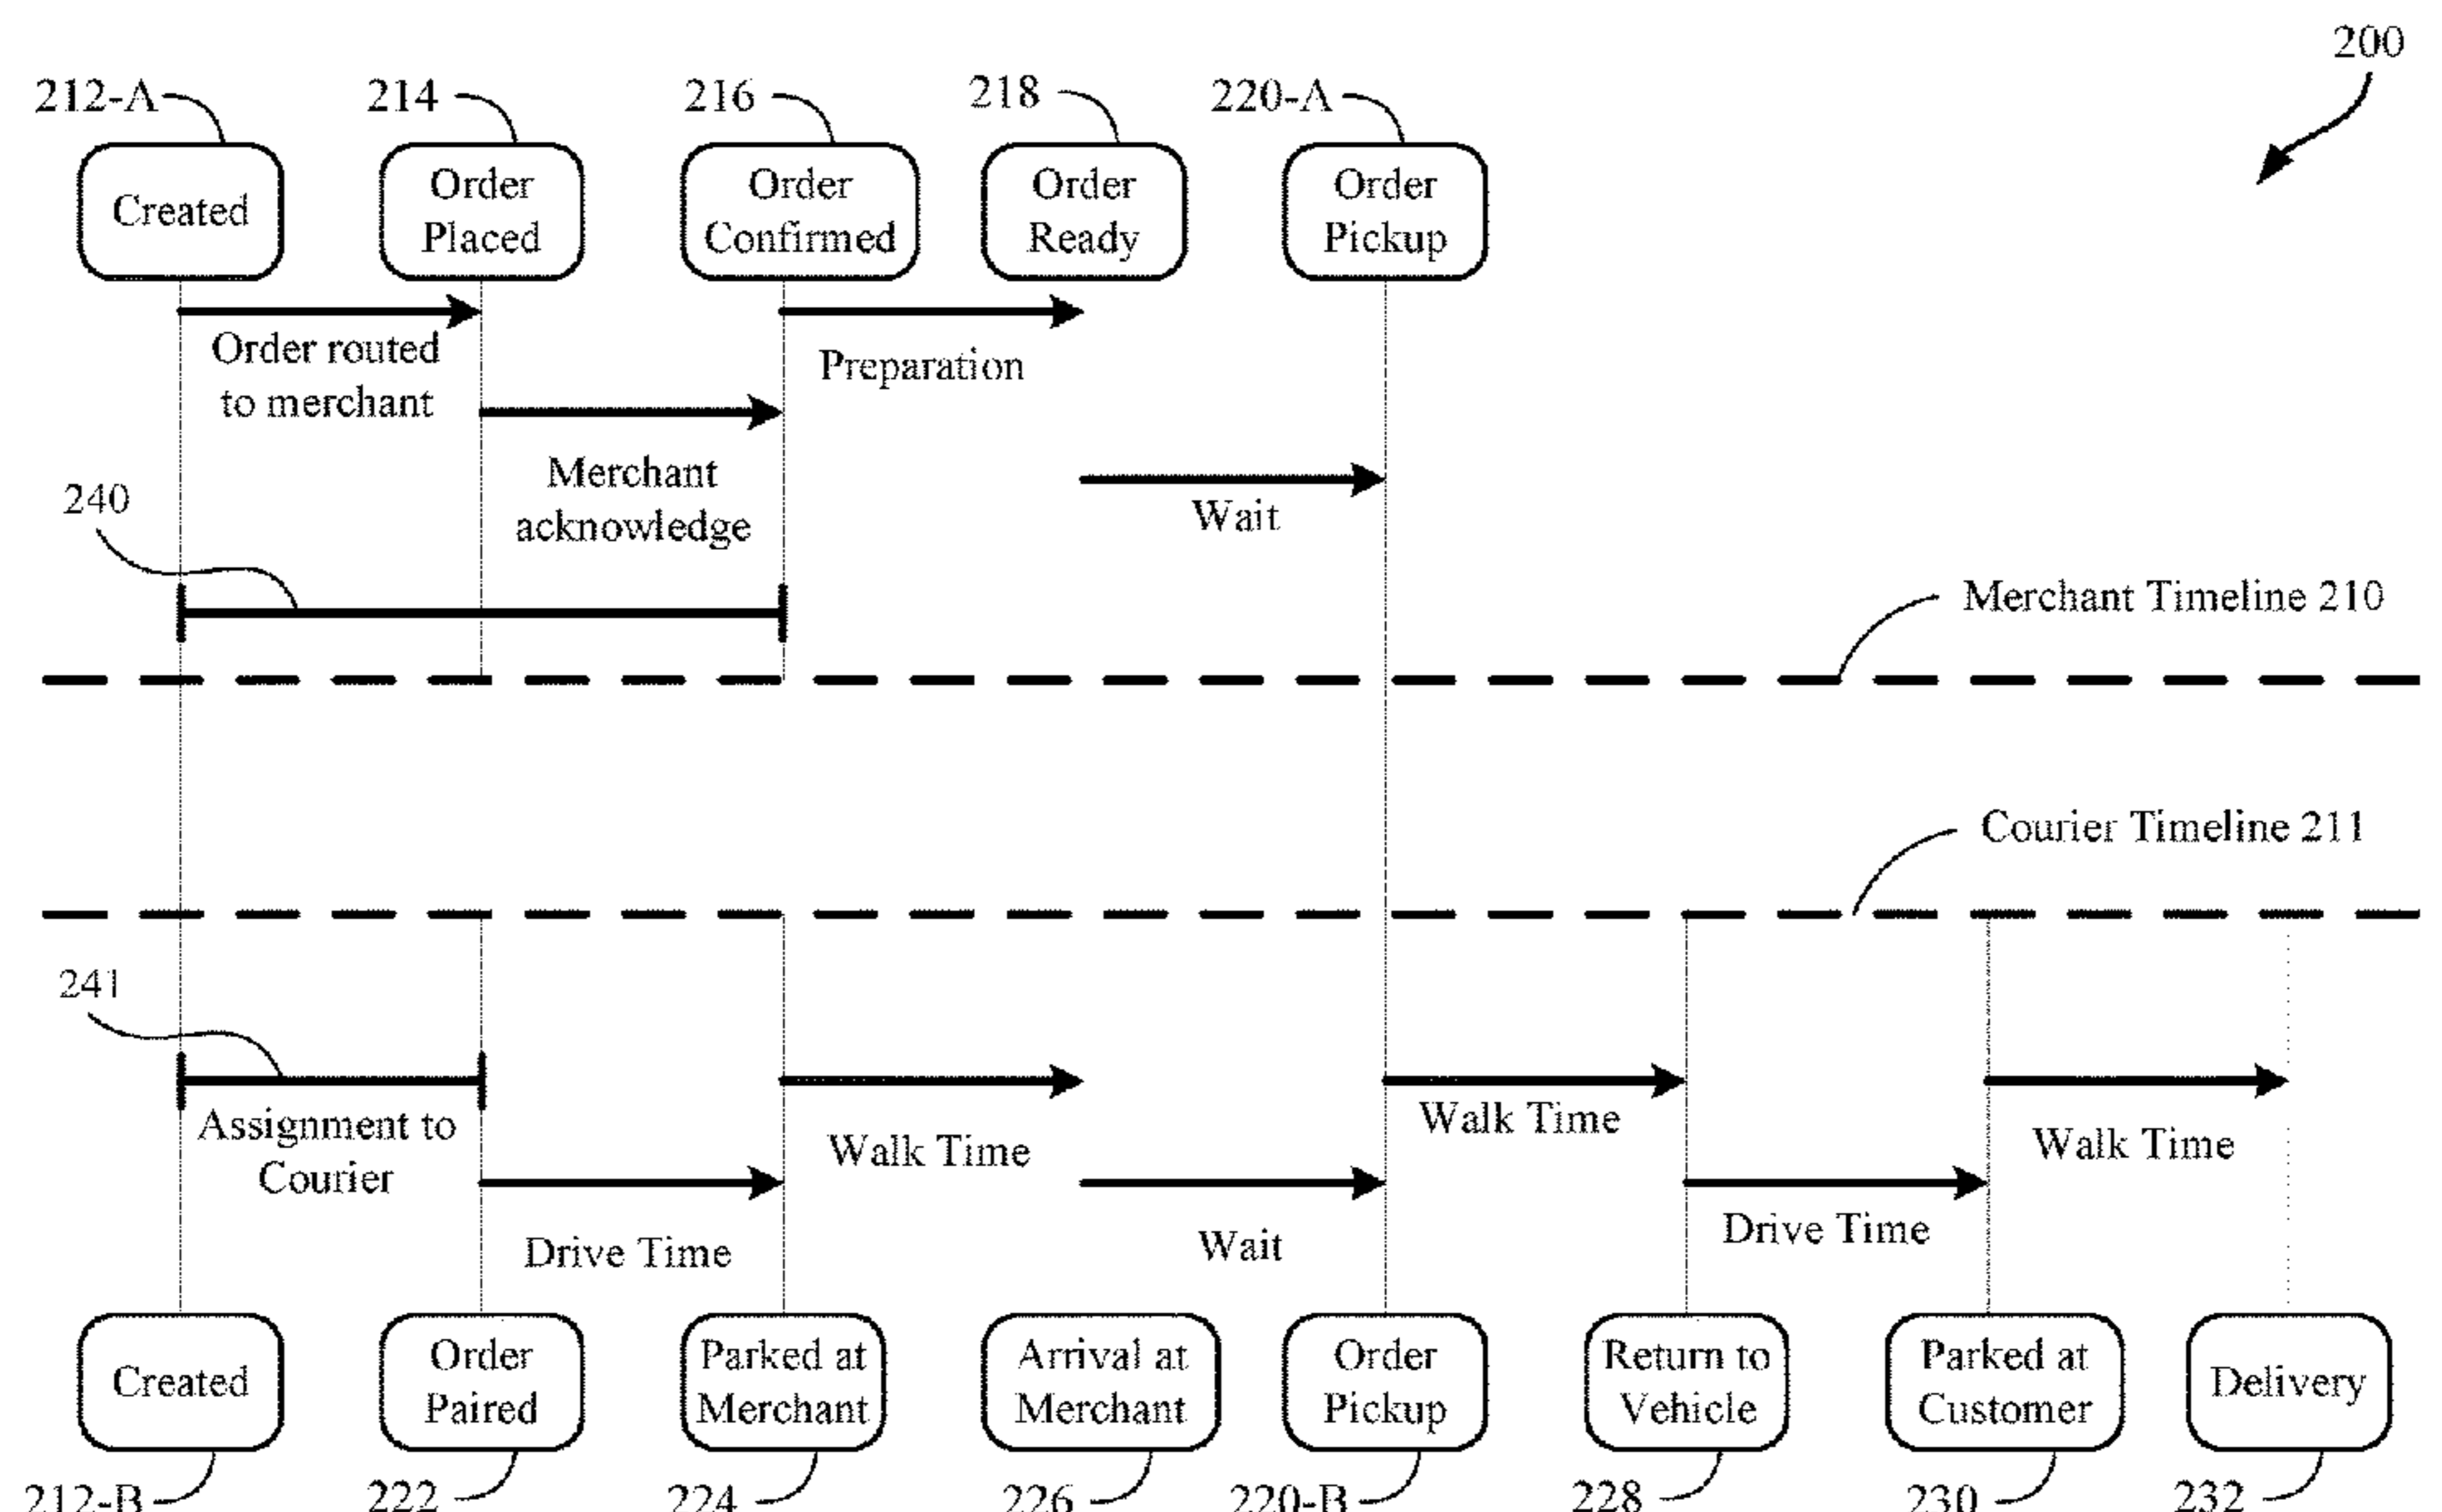 200
212-A
214
216
218
220-A
Created
Order
Placed
Order
Confirmed
Order
Ready
Order
Pickup
Order routed
to merchant
Preparation
Merchant
acknowledge
Wait
240
Merchant Timeline 210
Courier Timeline 211
241
Assignment to
Courier
Drive Time
Walk Time
Wait
Walk Time
Drive Time
Walk Time
Created
Order
Paired
Parked at
Merchant
Arrival at
Merchant
Order
Pickup
Return to
Vehicle
Parked at
Customer
Delivery
212-B
222
224
226
220-B
228
230
232